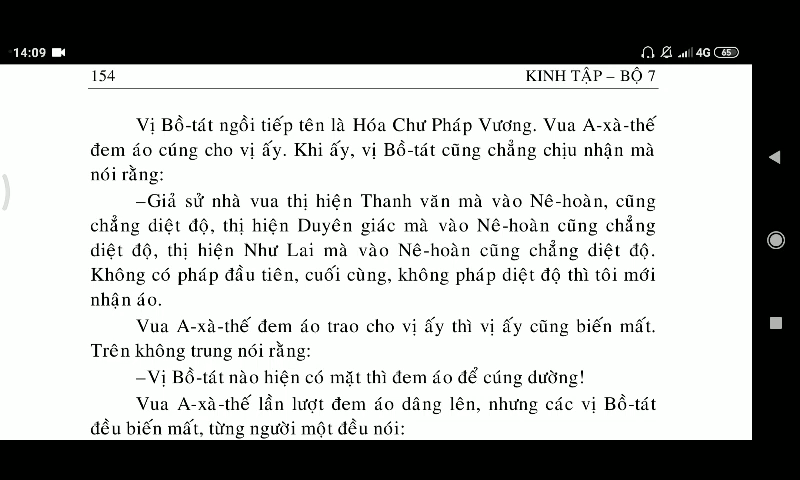 14:09
4G 65
154 KINH TẬP – BỘ 7
Vị Bồ-tát ngồi tiếp tên là Hóa Chư Pháp Vương. Vua A-xà-thế
đem áo cúng cho vị ấy. Khi ấy, vị Bồ-tát cũng chẳng chịu nhận mà
nói rằng:
–Giả sử nhà vua thị hiện Thanh văn mà vào Nê-hoàn, cũng
chẳng diệt độ, thị hiện Duyên giác mà vào Nê-hoàn cũng chẳng
diệt độ, thị hiện Như Lai mà vào Nê-hoàn cũng chẳng diệt độ.
Không có pháp đầu tiên, cuối cùng, không pháp diệt độ thì tôi mới
nhận áo.
Vua A-xà-thế đem áo trao cho vị ấy thì vị ấy cũng biến mất.
Trên không trung nói rằng:
–Vị Bồ-tát nào hiện có mặt thì đem áo để cúng dường!
Vua A-xà-thế lần lượt đem áo dâng lên, nhưng các vị Bồ-tát
đều biến mất, từng người một đều nói: